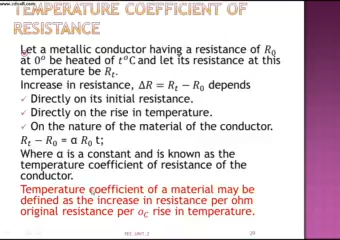 www.zdsoft.com
TEMPERATURE COEFFICIENT OF
RESISTANCE
Let a metallic conductor having a resistance of R₀
at 0° be heated of t°C and let its resistance at this
temperature be Rₜ.
Increase in resistance, ΔR = Rₜ − R₀ depends
✓ Directly on its initial resistance.
✓ Directly on the rise in temperature.
✓ On the nature of the material of the conductor.
Rₜ − R₀ = α R₀ t;
Where α is a constant and is known as the
temperature coefficient of resistance of the
conductor.
Temperature coefficient of a material may be
defined as the increase in resistance per ohm
original resistance per °C rise in temperature.
29